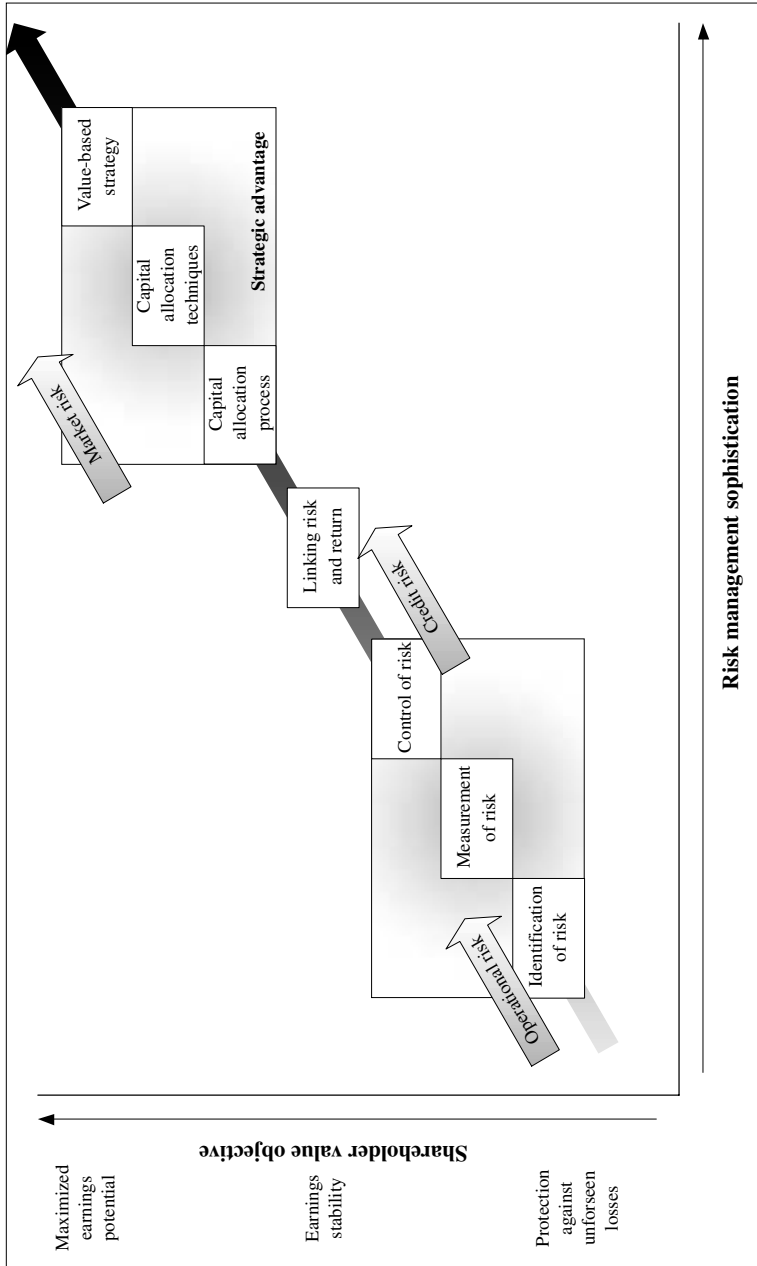 Maximized
earnings
potential
Earnings
stability
Protection
against
unforseen
losses
Shareholder value objective
Market risk
Value-based
strategy
Capital
allocation
techniques
Strategic advantage
Capital
allocation
process
Linking risk
and return
Credit risk
Control of risk
Measurement
of risk
Operational risk
Identification
of risk
Risk management sophistication